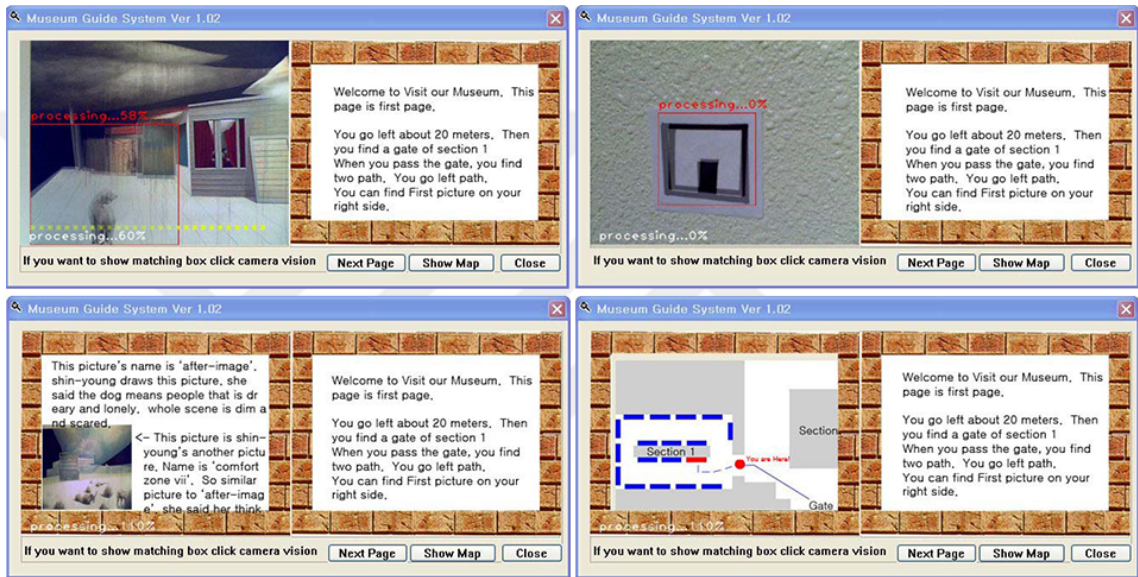 Museum Guide System Ver 1.02
processing...58%
processing...60%
Welcome to Visit our Museum. This
page is first page.
You go left about 20 meters. Then
you find a gate of section 1
When you pass the gate, you find
two path. You go left path.
You can find First picture on your
right side.
If you want to show matching box click camera vision
Next Page
Show Map
Close
Museum Guide System Ver 1.02
processing...0%
processing...0%
Welcome to Visit our Museum. This
page is first page.
You go left about 20 meters. Then
you find a gate of section 1
When you pass the gate, you find
two path. You go left path.
You can find First picture on your
right side.
If you want to show matching box click camera vision
Next Page
Show Map
Close
Museum Guide System Ver 1.02
This picture's name is 'after-image'.
shin-young draws this picture. she
said the dog means people that is dr
eary and lonely. whole scene is dim a
nd scared.
<- This picture is shin-
young's another pictu
re. Name is 'comfort
zone vii'. So similar
picture to 'after-imag
e'. she said her think
processing...110%
Welcome to Visit our Museum. This
page is first page.
You go left about 20 meters. Then
you find a gate of section 1
When you pass the gate, you find
two path. You go left path.
You can find First picture on your
right side.
If you want to show matching box click camera vision
Next Page
Show Map
Close
Museum Guide System Ver 1.02
Section
Section 1
You are Here!
Gate
processing...110%
Welcome to Visit our Museum. This
page is first page.
You go left about 20 meters. Then
you find a gate of section 1
When you pass the gate, you find
two path. You go left path.
You can find First picture on your
right side.
If you want to show matching box click camera vision
Next Page
Show Map
Close